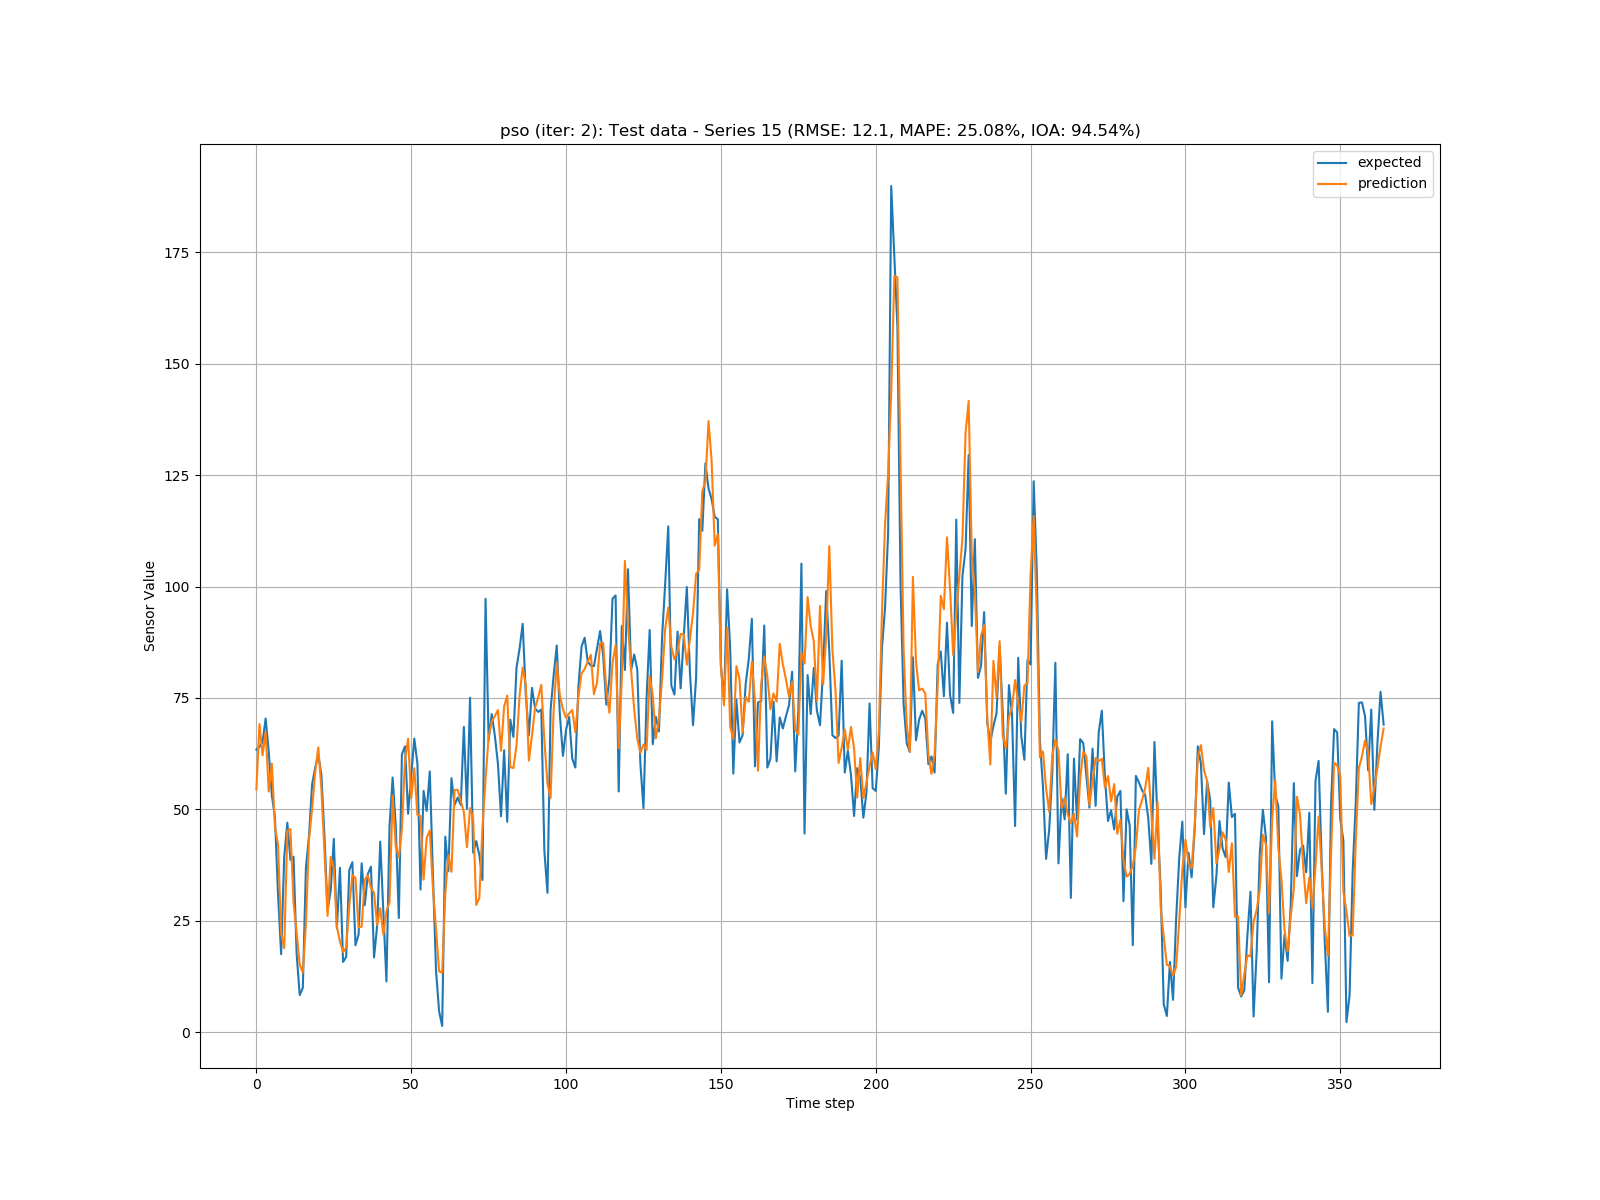 pso (iter: 2): Test data - Series 15 (RMSE: 12.1, MAPE: 25.08%, IOA: 94.54%)
expected
prediction
175
150
125
100
75
50
25
0
Sensor Value
0 50 100 150 200 250 300 350
Time step